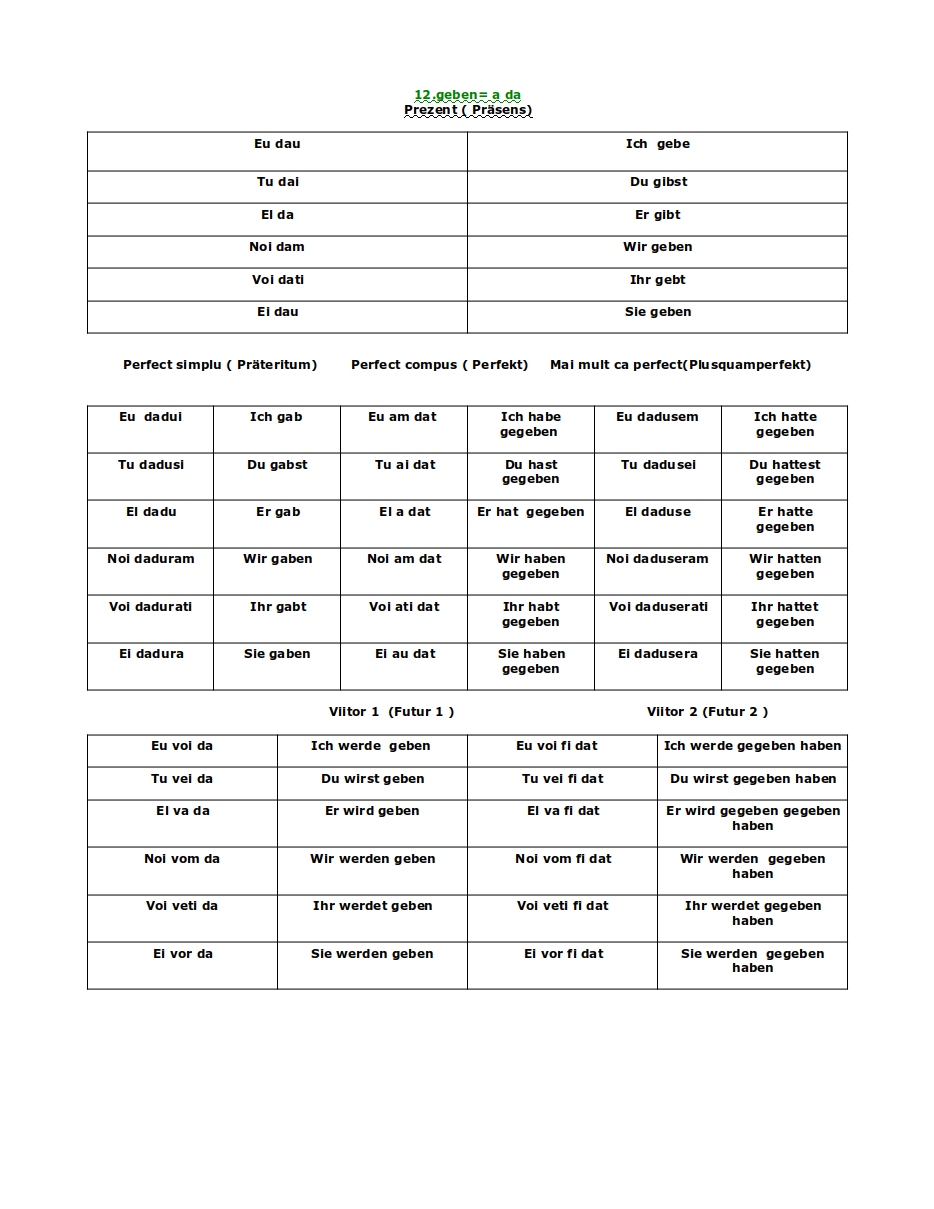 12.geben= a da
Prezent ( Präsens)
Eu dau Ich  gebe
Tu dai Du gibst
El da Er gibt
Noi dam Wir geben
Voi dati Ihr gebt
Ei dau Sie geben
Perfect simplu ( Präteritum) Perfect compus ( Perfekt) Mai mult ca perfect(Plusquamperfekt)
Eu  dadui Ich gab Eu am dat Ich habe Eu dadusem Ich hatte
gegeben gegeben
Tu dadusi Du gabst Tu ai dat Du hast Tu dadusei Du hattest
gegeben gegeben
El dadu Er gab El a dat Er hat  gegeben El daduse Er hatte
gegeben
Noi daduram Wir gaben Noi am dat Wir haben Noi daduseram Wir hatten
gegeben gegeben
Voi dadurati Ihr gabt Voi ati dat Ihr habt Voi daduserati Ihr hattet
gegeben gegeben
Ei dadura Sie gaben Ei au dat Sie haben Ei dadusera Sie hatten
gegeben gegeben
Viitor 1  (Futur 1 ) Viitor 2 (Futur 2 )
Eu voi da Ich werde  geben Eu voi fi dat Ich werde gegeben haben
Tu vei da Du wirst geben Tu vei fi dat Du wirst gegeben haben
El va da Er wird geben El va fi dat Er wird gegeben gegeben
haben
Noi vom da Wir werden geben Noi vom fi dat Wir werden  gegeben
haben
Voi veti da Ihr werdet geben Voi veti fi dat Ihr werdet gegeben
haben
Ei vor da Sie werden geben Ei vor fi dat Sie werden  gegeben
haben